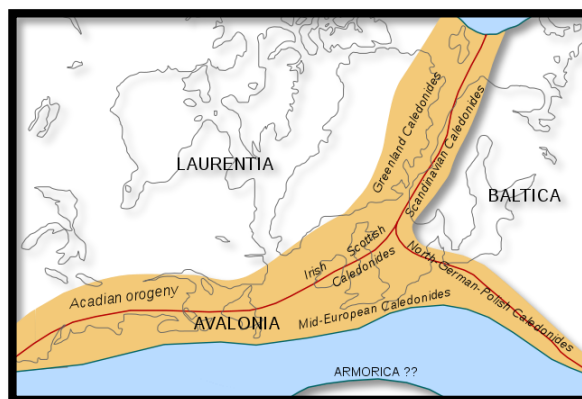 LAURENTIA
Greenland Caledonides
Scandinavian Caledonides
BALTICA
Irish Scottish
Caledonides
North German-Polish Caledonides
Acadian orogeny
AVALONIA
Mid-European Caledonides
ARMORICA ??